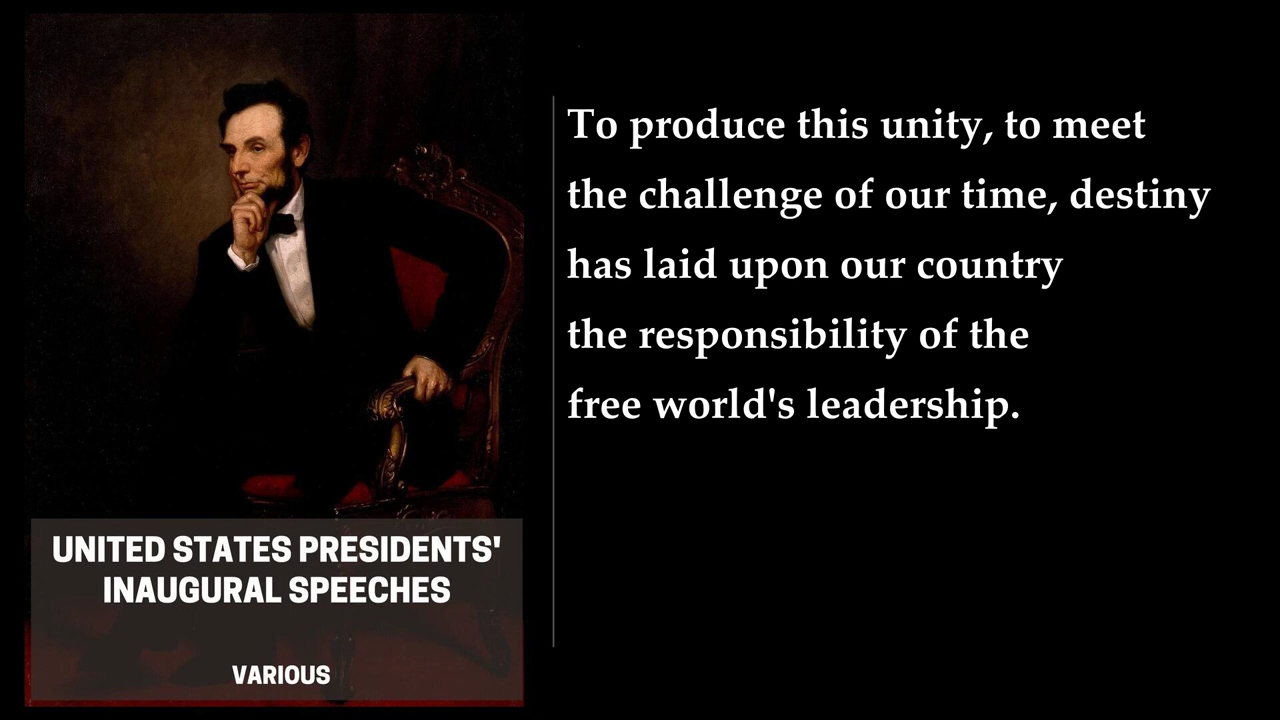 To produce this unity, to meet
the challenge of our time, destiny
has laid upon our country
the responsibility of the
free world's leadership.
UNITED STATES PRESIDENTS'
INAUGURAL SPEECHES
VARIOUS